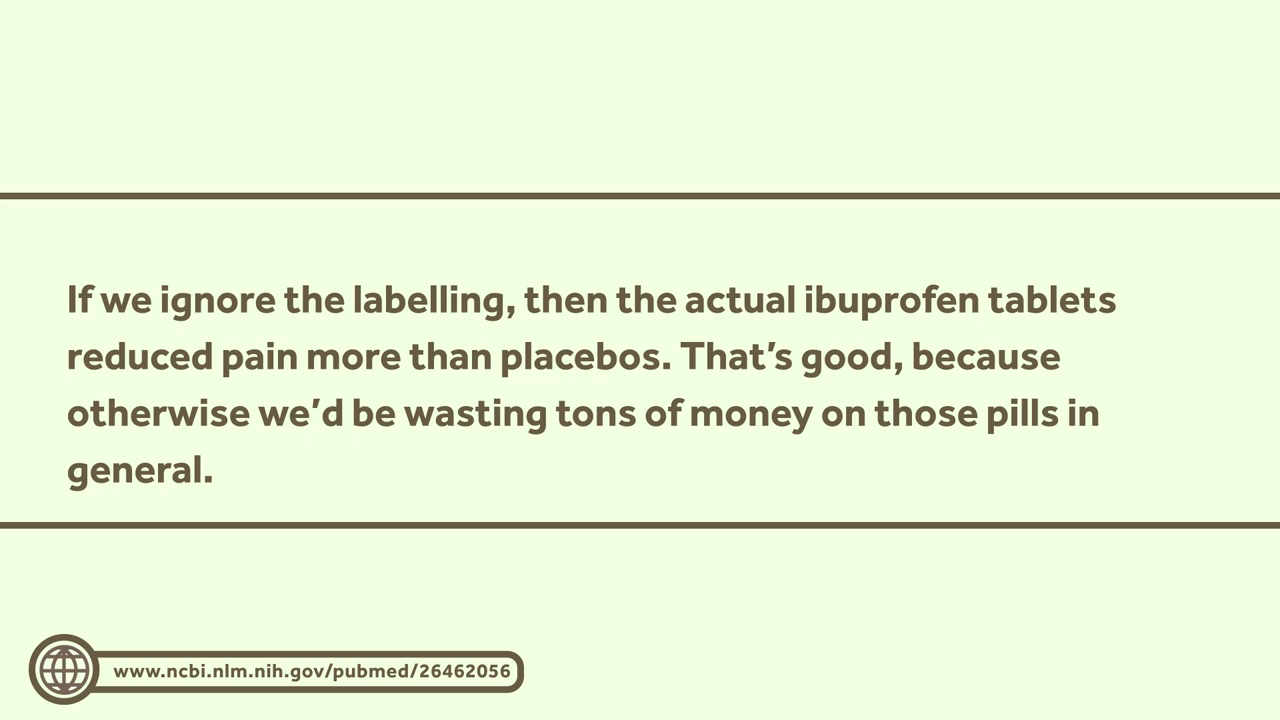 If we ignore the labelling, then the actual ibuprofen tablets
reduced pain more than placebos. That's good, because
otherwise we'd be wasting tons of money on those pills in
general.
www.ncbi.nlm.nih.gov/pubmed/26462056